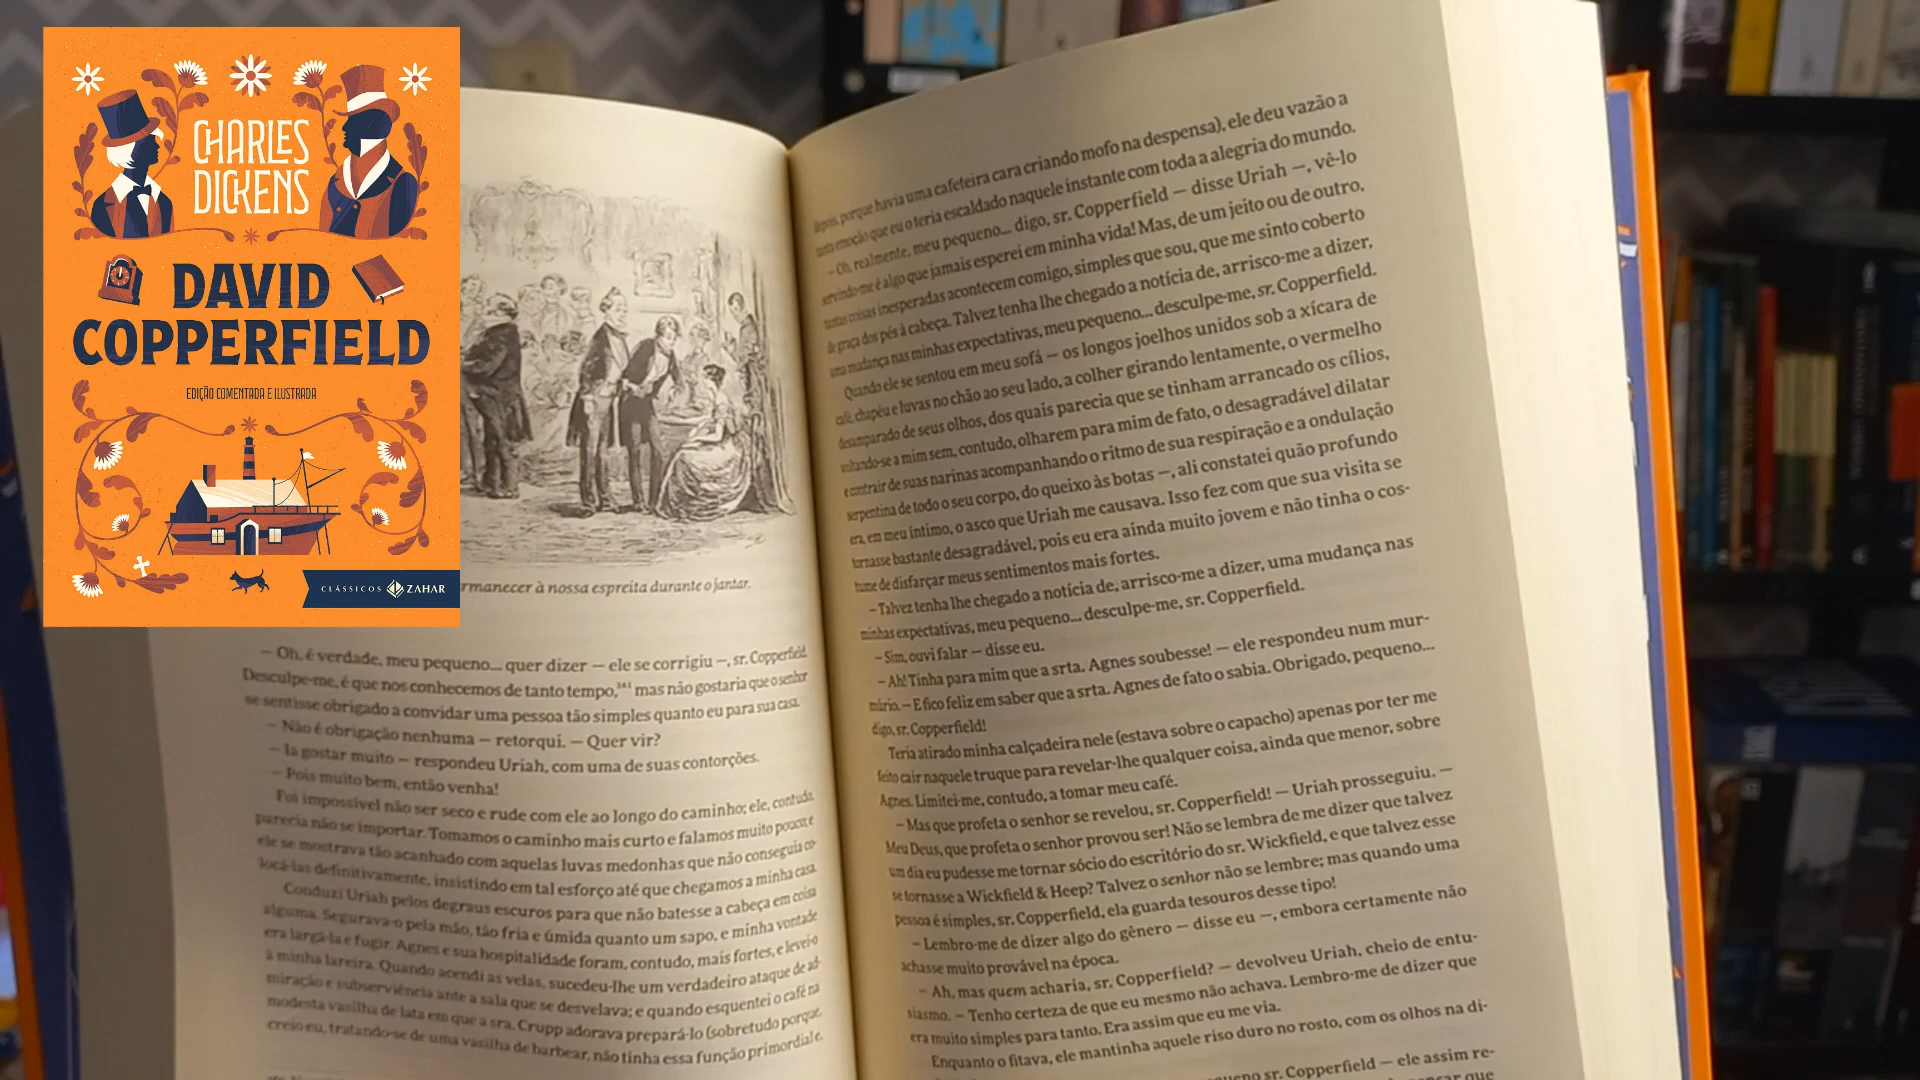 CHARLES
DICKENS
DAVID
COPPERFIELD
EDIÇÃO COMENTADA E ILUSTRADA
CLÁSSICOS ZAHAR
rmanecer à nossa espreita durante o jantar.
— Oh, é verdade, meu pequeno... quer dizer — ele se corrigiu —, sr. Copperfield.
Desculpe-me, é que nos conhecemos de tanto tempo,¹⁴¹ mas não gostaria que o senhor
se sentisse obrigado a convidar uma pessoa tão simples quanto eu para sua casa.
— Não é obrigação nenhuma — retorqui. — Quer vir?
— Ia gostar muito — respondeu Uriah, com uma de suas contorções.
— Pois muito bem, então venha!
Foi impossível não ser seco e rude com ele ao longo do caminho; ele, contudo,
parecia não se importar. Tomamos o caminho mais curto e falamos muito pouco; e
ele se mostrava tão acanhado com aquelas luvas medonhas que não conseguia co-
locá-las definitivamente, insistindo em tal esforço até que chegamos a minha casa.
Conduzi Uriah pelos degraus escuros para que não batesse a cabeça em coisa
alguma. Segurava-o pela mão, tão fria e úmida quanto um sapo, e minha vontade
era largá-la e fugir. Agnes e sua hospitalidade foram, contudo, mais fortes, e levei-o
à minha lareira. Quando acendi as velas, sucedeu-lhe um verdadeiro ataque de ad-
miração e subserviência ante a sala que se desvelava; e quando esquentei o café na
modesta vasilha de lata em que a sra. Crupp adorava prepará-lo (sobretudo porque,
creio eu, tratando-se de uma vasilha de barbear, não tinha essa função primordial e,
depois, porque havia uma cafeteira cara criando mofo na despensa), ele deu vazão a
tanta emoção que eu o teria escaldado naquele instante com toda a alegria do mundo.
— Oh, realmente, meu pequeno... digo, sr. Copperfield — disse Uriah —, vê-lo
servindo-me é algo que jamais esperei em minha vida! Mas, de um jeito ou de outro,
tantas coisas inesperadas acontecem comigo, simples que sou, que me sinto coberto
de graça dos pés à cabeça. Talvez tenha lhe chegado a notícia de, arrisco-me a dizer,
uma mudança nas minhas expectativas, meu pequeno... desculpe-me, sr. Copperfield.
Quando ele se sentou em meu sofá — os longos joelhos unidos sob a xícara de
café, chapéu e luvas no chão ao seu lado, a colher girando lentamente, o vermelho
desamparado de seus olhos, dos quais parecia que se tinham arrancado os cílios,
voltando-se a mim sem, contudo, olharem para mim de fato, o desagradável dilatar
e contrair de suas narinas acompanhando o ritmo de sua respiração e a ondulação
serpentina de todo o seu corpo, do queixo às botas —, ali constatei quão profundo
era, em meu íntimo, o asco que Uriah me causava. Isso fez com que sua visita se
tornasse bastante desagradável, pois eu era ainda muito jovem e não tinha o cos-
tume de disfarçar meus sentimentos mais fortes.
— Talvez tenha lhe chegado a notícia de, arrisco-me a dizer, uma mudança nas
minhas expectativas, meu pequeno... desculpe-me, sr. Copperfield.
— Sim, ouvi falar — disse eu.
— Ah! Tinha para mim que a srta. Agnes soubesse! — ele respondeu num mur-
múrio. — E fico feliz em saber que a srta. Agnes de fato o sabia. Obrigado, pequeno...
digo, sr. Copperfield!
Teria atirado minha calçadeira nele (estava sobre o capacho) apenas por ter me
feito cair naquele truque para revelar-lhe qualquer coisa, ainda que menor, sobre
Agnes. Limitei-me, contudo, a tomar meu café.
— Mas que profeta o senhor se revelou, sr. Copperfield! — Uriah prosseguiu. —
Meu Deus, que profeta o senhor provou ser! Não se lembra de me dizer que talvez
um dia eu pudesse me tornar sócio do escritório do sr. Wickfield, e que talvez esse
se tornasse a Wickfield & Heep? Talvez o senhor não se lembre; mas quando uma
pessoa é simples, sr. Copperfield, ela guarda tesouros desse tipo!
— Lembro-me de dizer algo do gênero — disse eu —, embora certamente não
achasse muito provável na época.
— Ah, mas quem acharia, sr. Copperfield? — devolveu Uriah, cheio de entu-
siasmo. — Tenho certeza de que eu mesmo não achava. Lembro-me de dizer que
era muito simples para tanto. Era assim que eu me via.
Enquanto o fitava, ele mantinha aquele riso duro no rosto, com os olhos na di-
pequeno sr. Copperfield — ele assim re-
que